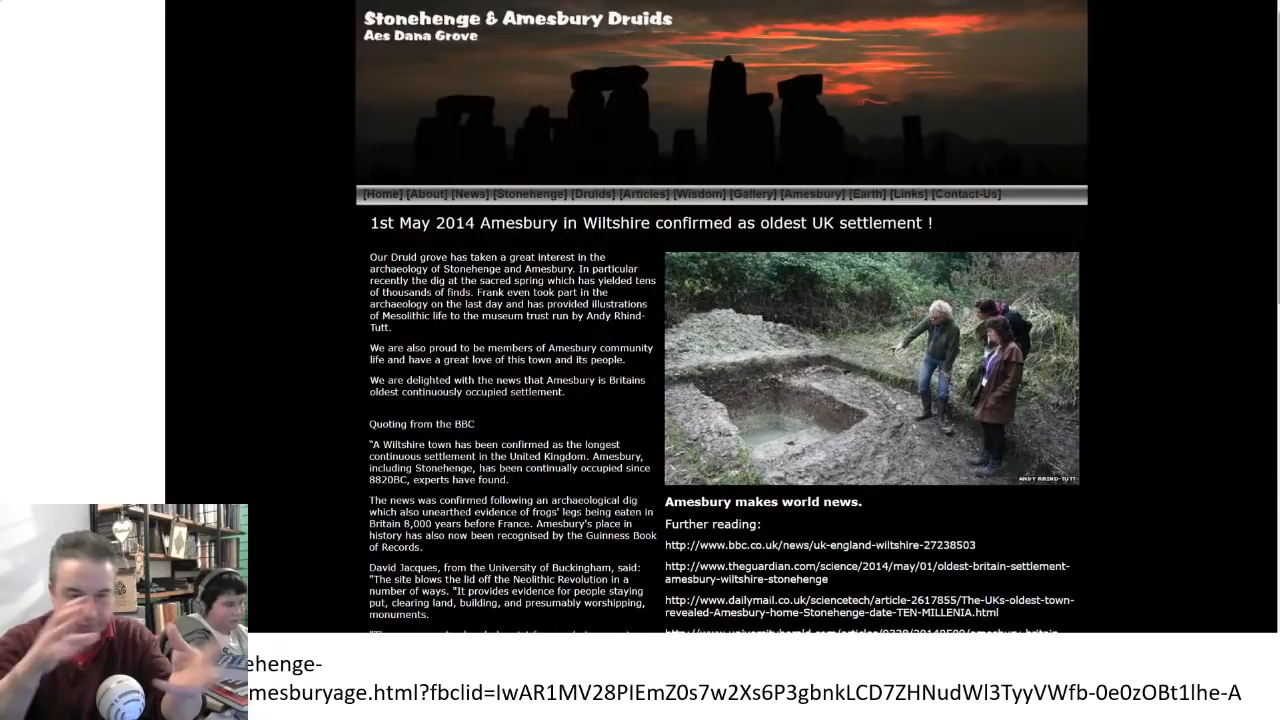 Stonehenge & Amesbury Druids
Aes Dana Grove
[Home] [About] [News] [Stonehenge] [Druids] [Articles] [Wisdom] [Gallery] [Amesbury] [Earth] [Links] [Contact-Us]
1st May 2014 Amesbury in Wiltshire confirmed as oldest UK settlement !
Our Druid grove has taken a great interest in the
archaeology of Stonehenge and Amesbury. In particular
recently the dig at the sacred spring which has yielded tens
of thousands of finds. Frank even took part in the
archaeology on the last day and has provided illustrations
of Mesolithic life to the museum trust run by Andy Rhind-
Tutt.
We are also proud to be members of Amesbury community
life and have a great love of this town and its people.
We are delighted with the news that Amesbury is Britains
oldest continuously occupied settlement.
Quoting from the BBC
"A Wiltshire town has been confirmed as the longest
continuous settlement in the United Kingdom. Amesbury,
including Stonehenge, has been continually occupied since
8820BC, experts have found.
The news was confirmed following an archaeological dig
which also unearthed evidence of frogs' legs being eaten in
Britain 8,000 years before France. Amesbury's place in
history has also now been recognised by the Guinness Book
of Records.
David Jacques, from the University of Buckingham, said:
"The site blows the lid off the Neolithic Revolution in a
number of ways. "It provides evidence for people staying
put, clearing land, building, and presumably worshipping,
monuments.
ANDY RHIND-TUTT
Amesbury makes world news.
Further reading:
http://www.bbc.co.uk/news/uk-england-wiltshire-27238503
http://www.theguardian.com/science/2014/may/01/oldest-britain-settlement-
amesbury-wiltshire-stonehenge
http://www.dailymail.co.uk/sciencetech/article-2617855/The-UKs-oldest-town-
revealed-Amesbury-home-Stonehenge-date-TEN-MILLENIA.html
ehenge-
mesburyage.html?fbclid=IwAR1MV28PIEmZ0s7w2Xs6P3gbnkLCD7ZHNudWl3TyyVWfb-0e0zOBt1lhe-A